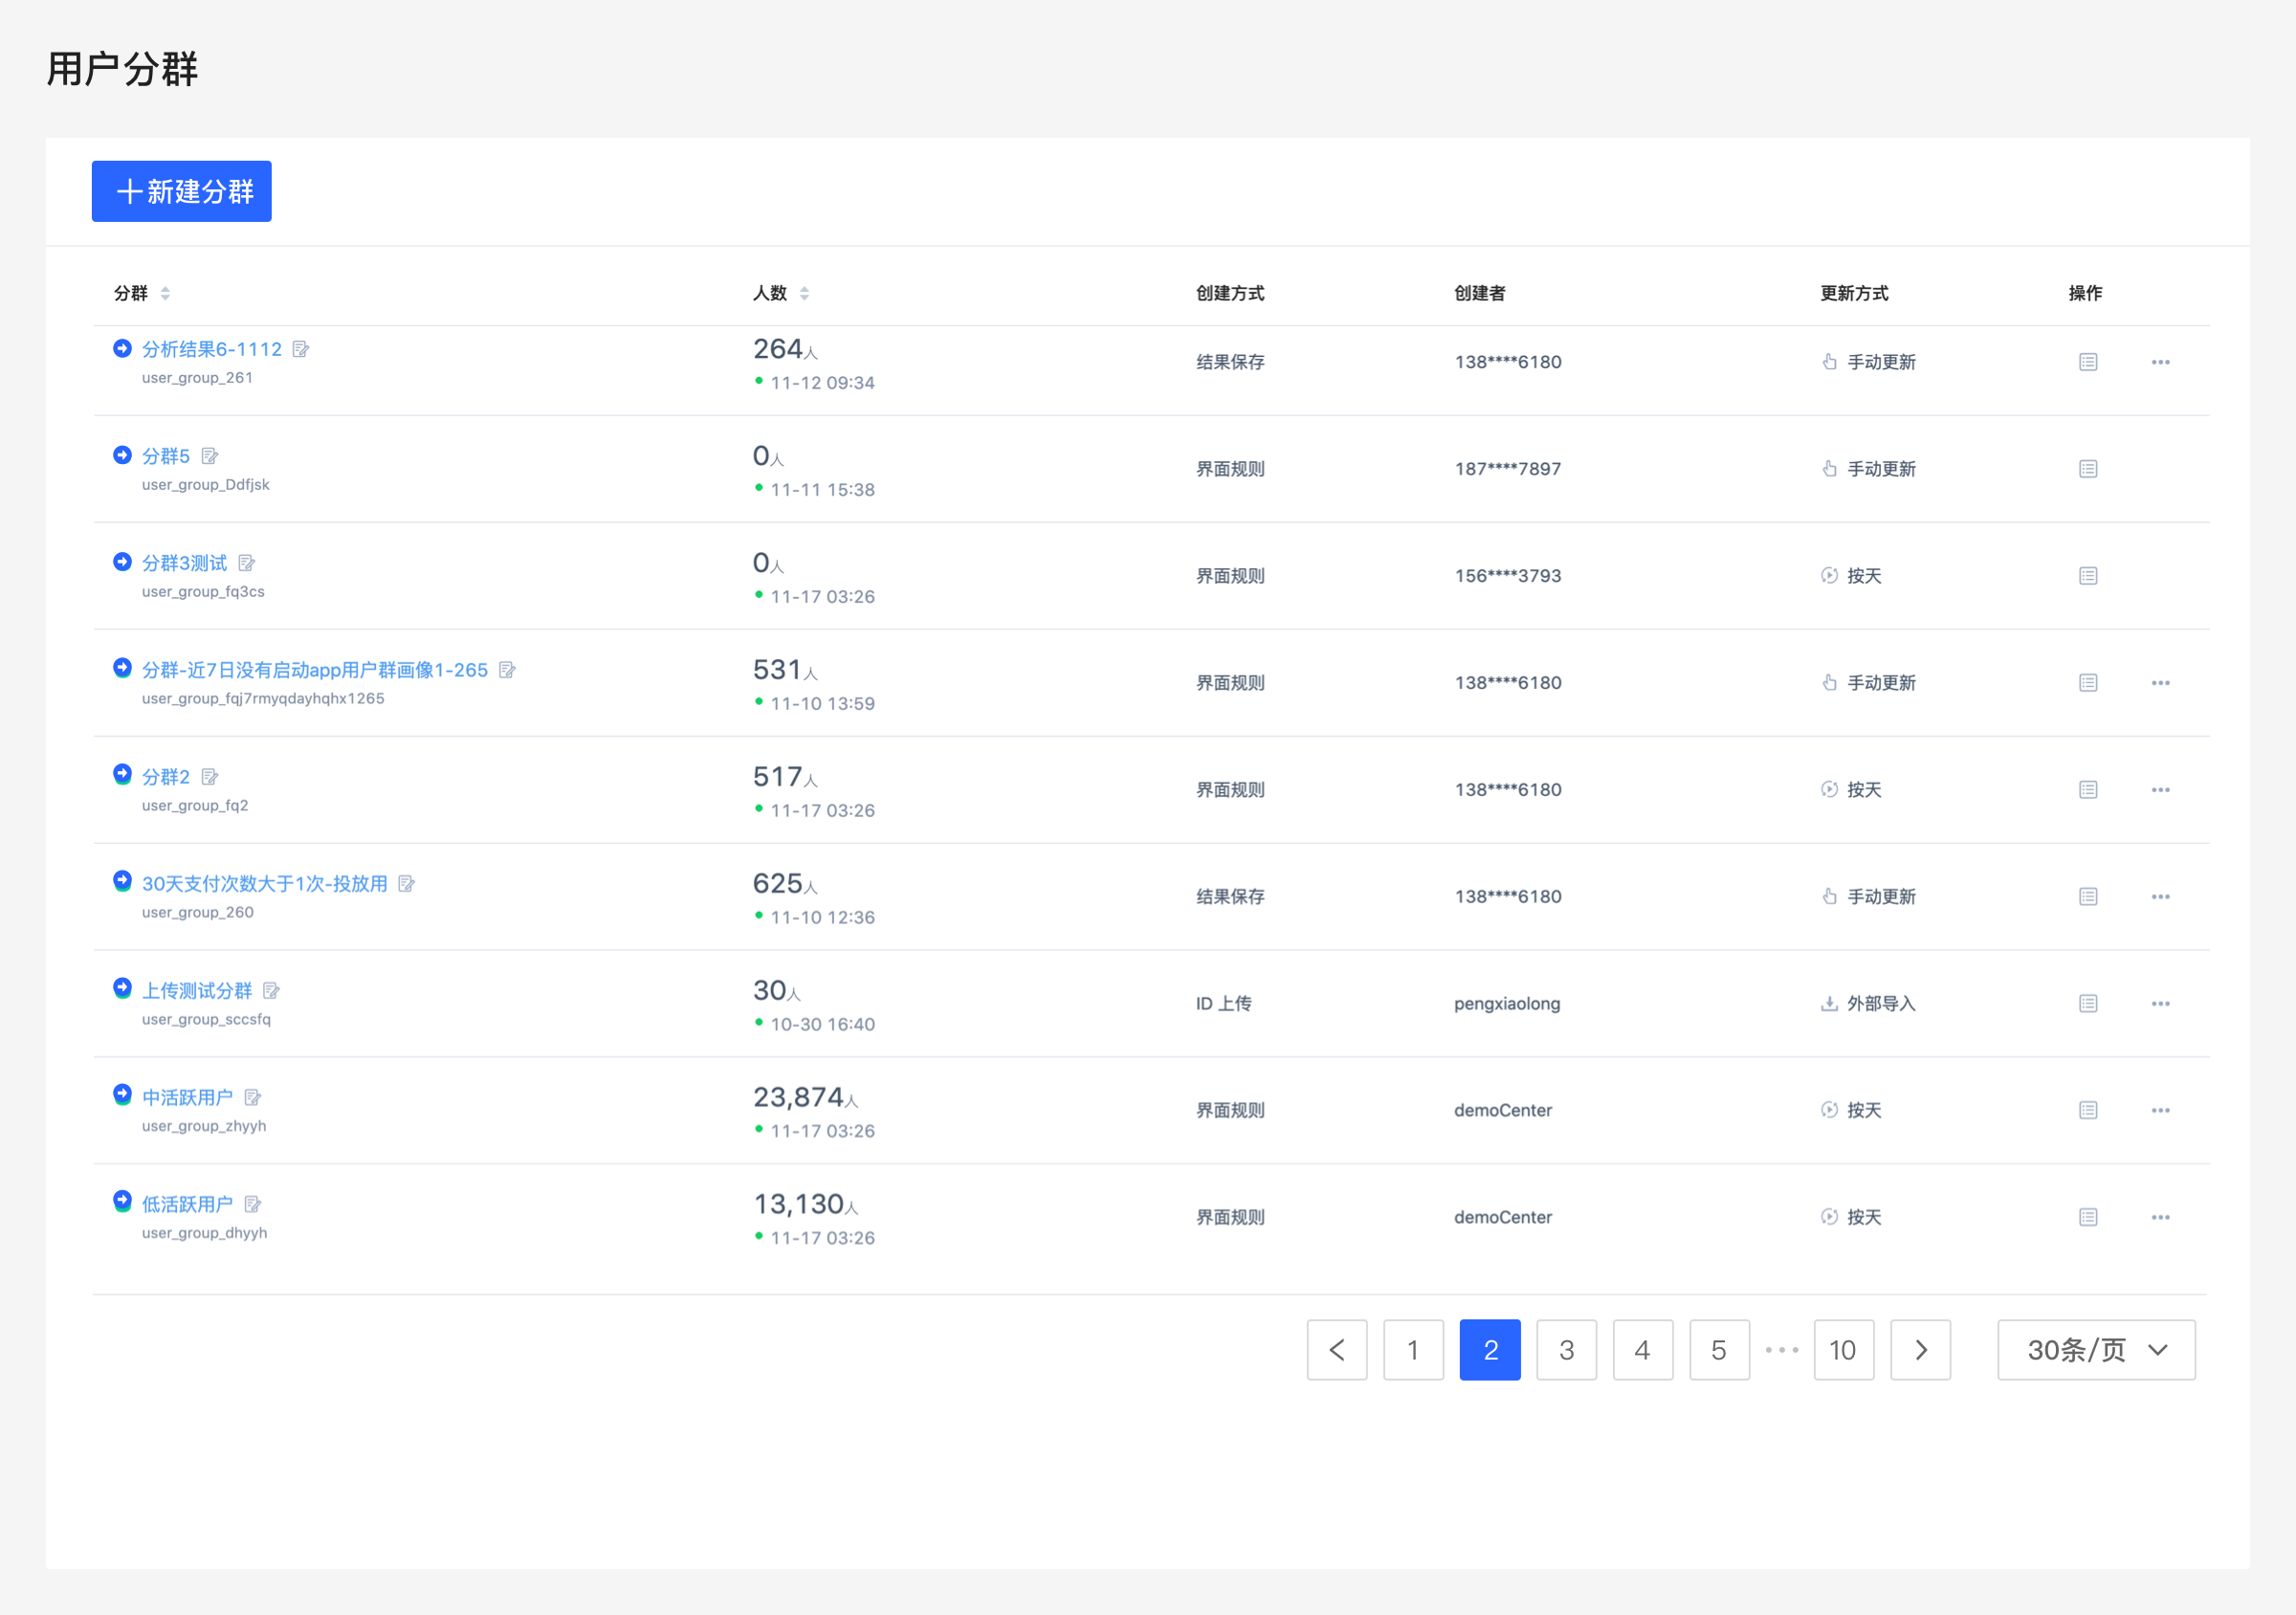 用户分群
新建分群
分群 人数 创建方式 创建者 更新方式 操作
分析结果6-1112 264人 结果保存 138****6180 手动更新
user_group_261 11-12 09:34
分群5 0人 界面规则 187****7897 手动更新
user_group_Ddfjsk 11-11 15:38
分群3测试 0人 界面规则 156****3793 按天
user_group_fq3cs 11-17 03:26
分群-近7日没有启动app用户群画像1-265 531人 界面规则 138****6180 手动更新
user_group_fqj7rmyqdayhqhx1265 11-10 13:59
分群2 517人 界面规则 138****6180 按天
user_group_fq2 11-17 03:26
30天支付次数大于1次-投放用 625人 结果保存 138****6180 手动更新
user_group_260 11-10 12:36
上传测试分群 30人 ID 上传 pengxiaolong 外部导入
user_group_sccsfq 10-30 16:40
中活跃用户 23,874人 界面规则 demoCenter 按天
user_group_zhyyh 11-17 03:26
低活跃用户 13,130人 界面规则 demoCenter 按天
user_group_dhyyh 11-17 03:26
1 2 3 4 5 ··· 10 30条/页